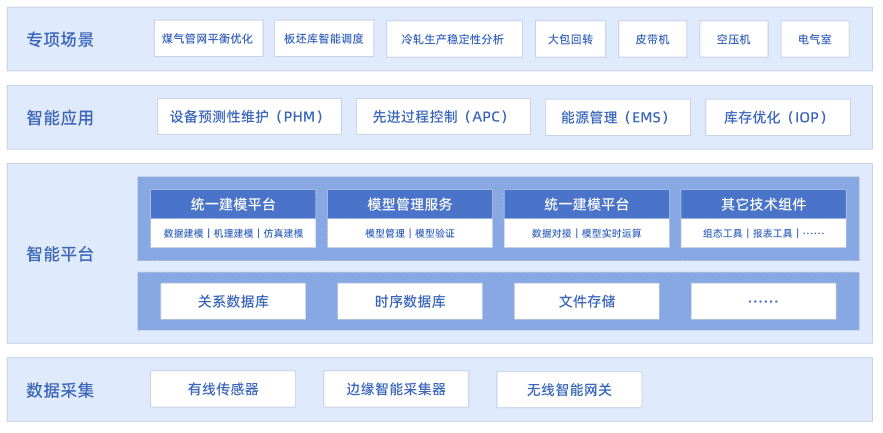 专项场景
煤气管网平衡优化
板坯库智能调度
冷轧生产稳定性分析
大包回转
皮带机
空压机
电气室
智能应用
设备预测性维护（PHM）
先进过程控制（APC）
能源管理（EMS）
库存优化（IOP）
智能平台
统一建模平台
模型管理服务
统一建模平台
其它技术组件
数据建模丨机理建模丨仿真建模
模型管理丨模型验证
数据对接丨模型实时运算
组态工具丨报表工具丨……
关系数据库
时序数据库
文件存储
……
数据采集
有线传感器
边缘智能采集器
无线智能网关